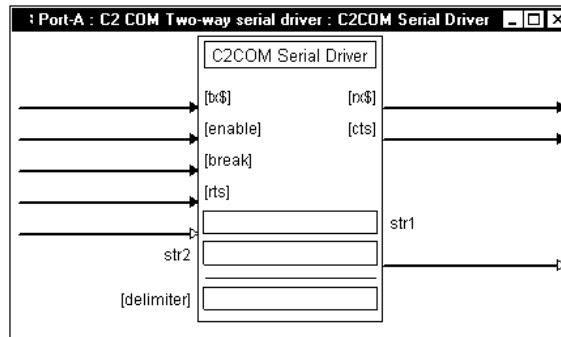 : Port-A : C2 COM Two-way serial driver : C2COM Serial Driver
C2COM Serial Driver
[tx$] [rx$]
[enable] [cts]
[break]
[rts]
str1
str2
[delimiter]